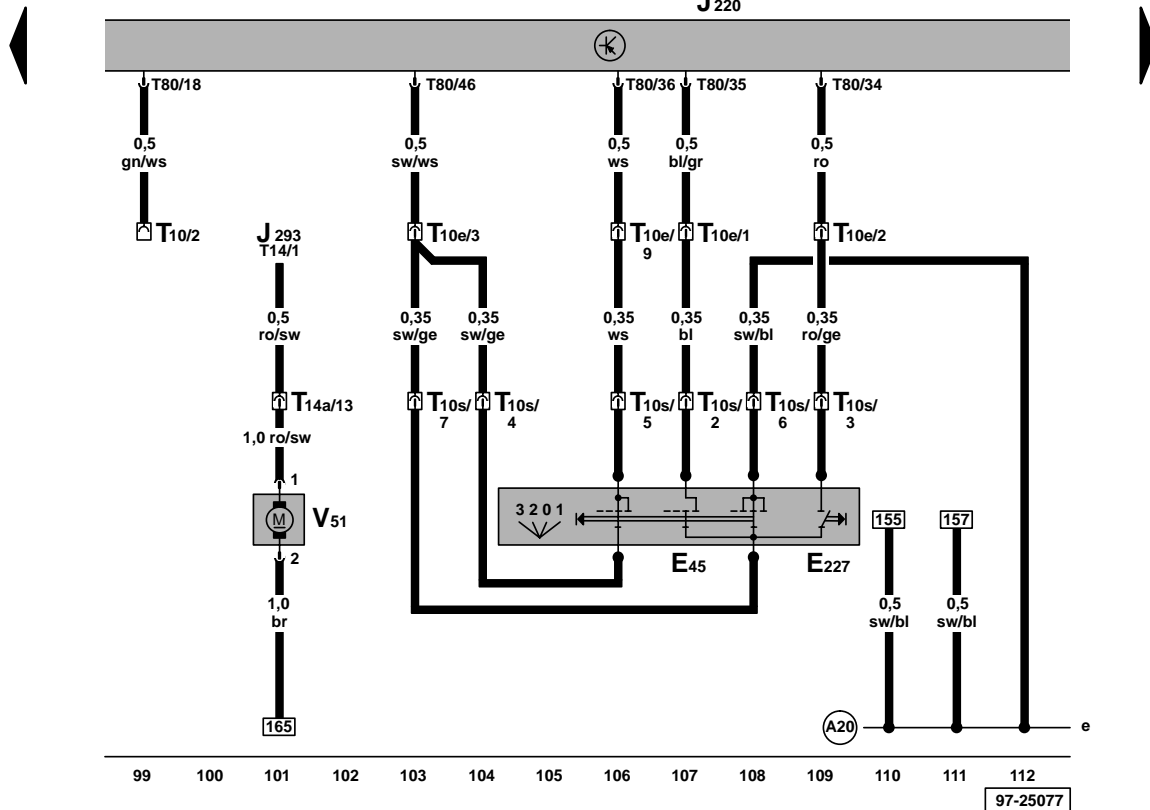 J 220
T80/18 T80/46 T80/36 T80/35 T80/34
0,5 0,5 0,5 0,5 0,5
gn/ws sw/ws ws bl/gr ro
T10/2 J 293 T10e/3 T10e/ T10e/1 T10e/2
T14/1 9
0,5 0,35 0,35 0,35 0,35 0,35 0,35
ro/sw sw/ge sw/ge ws bl sw/bl ro/ge
T14a/13 T10s/ T10s/ T10s/ T10s/ T10s/ T10s/
7 4 5 2 6 3
1,0 ro/sw
1
3 2 0 1
M V51 155 157
2 E45 E227
1,0 0,5 0,5
br sw/bl sw/bl
165 A20 e
99 100 101 102 103 104 105 106 107 108 109 110 111 112
97-25077